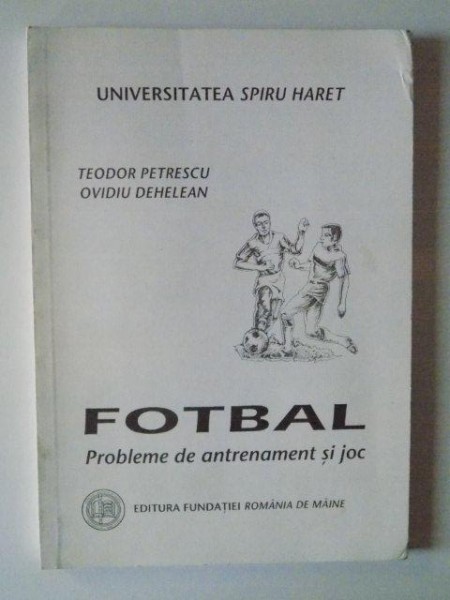 UNIVERSITATEA SPIRU HARET
TEODOR PETRESCU
OVIDIU DEHELEAN
FOTBAL
Probleme de antrenament și joc
EDITURA FUNDAȚIEI ROMÂNIA DE MÂINE